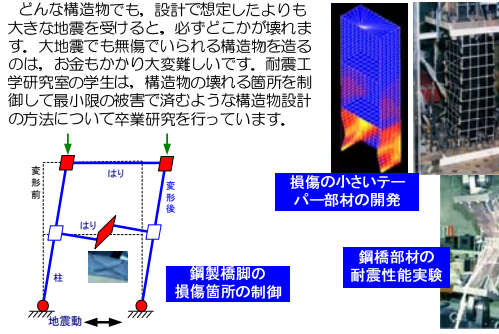 どんな構造物でも，設計で想定したよりも
大きな地震を受けると，必ずどこかが壊れま
す．大地震でも無傷でいられる構造物を造る
のは，お金もかかり大変難しいです．耐震工
学研究室の学生は，構造物の壊れる箇所を制
御して最小限の被害で済むような構造物設計
の方法について卒業研究を行っています．
変形前
はり
変形後
はり
柱
地震動
鋼製橋脚の
損傷箇所の制御
損傷の小さいテー
パー部材の開発
鋼橋部材の
耐震性能実験